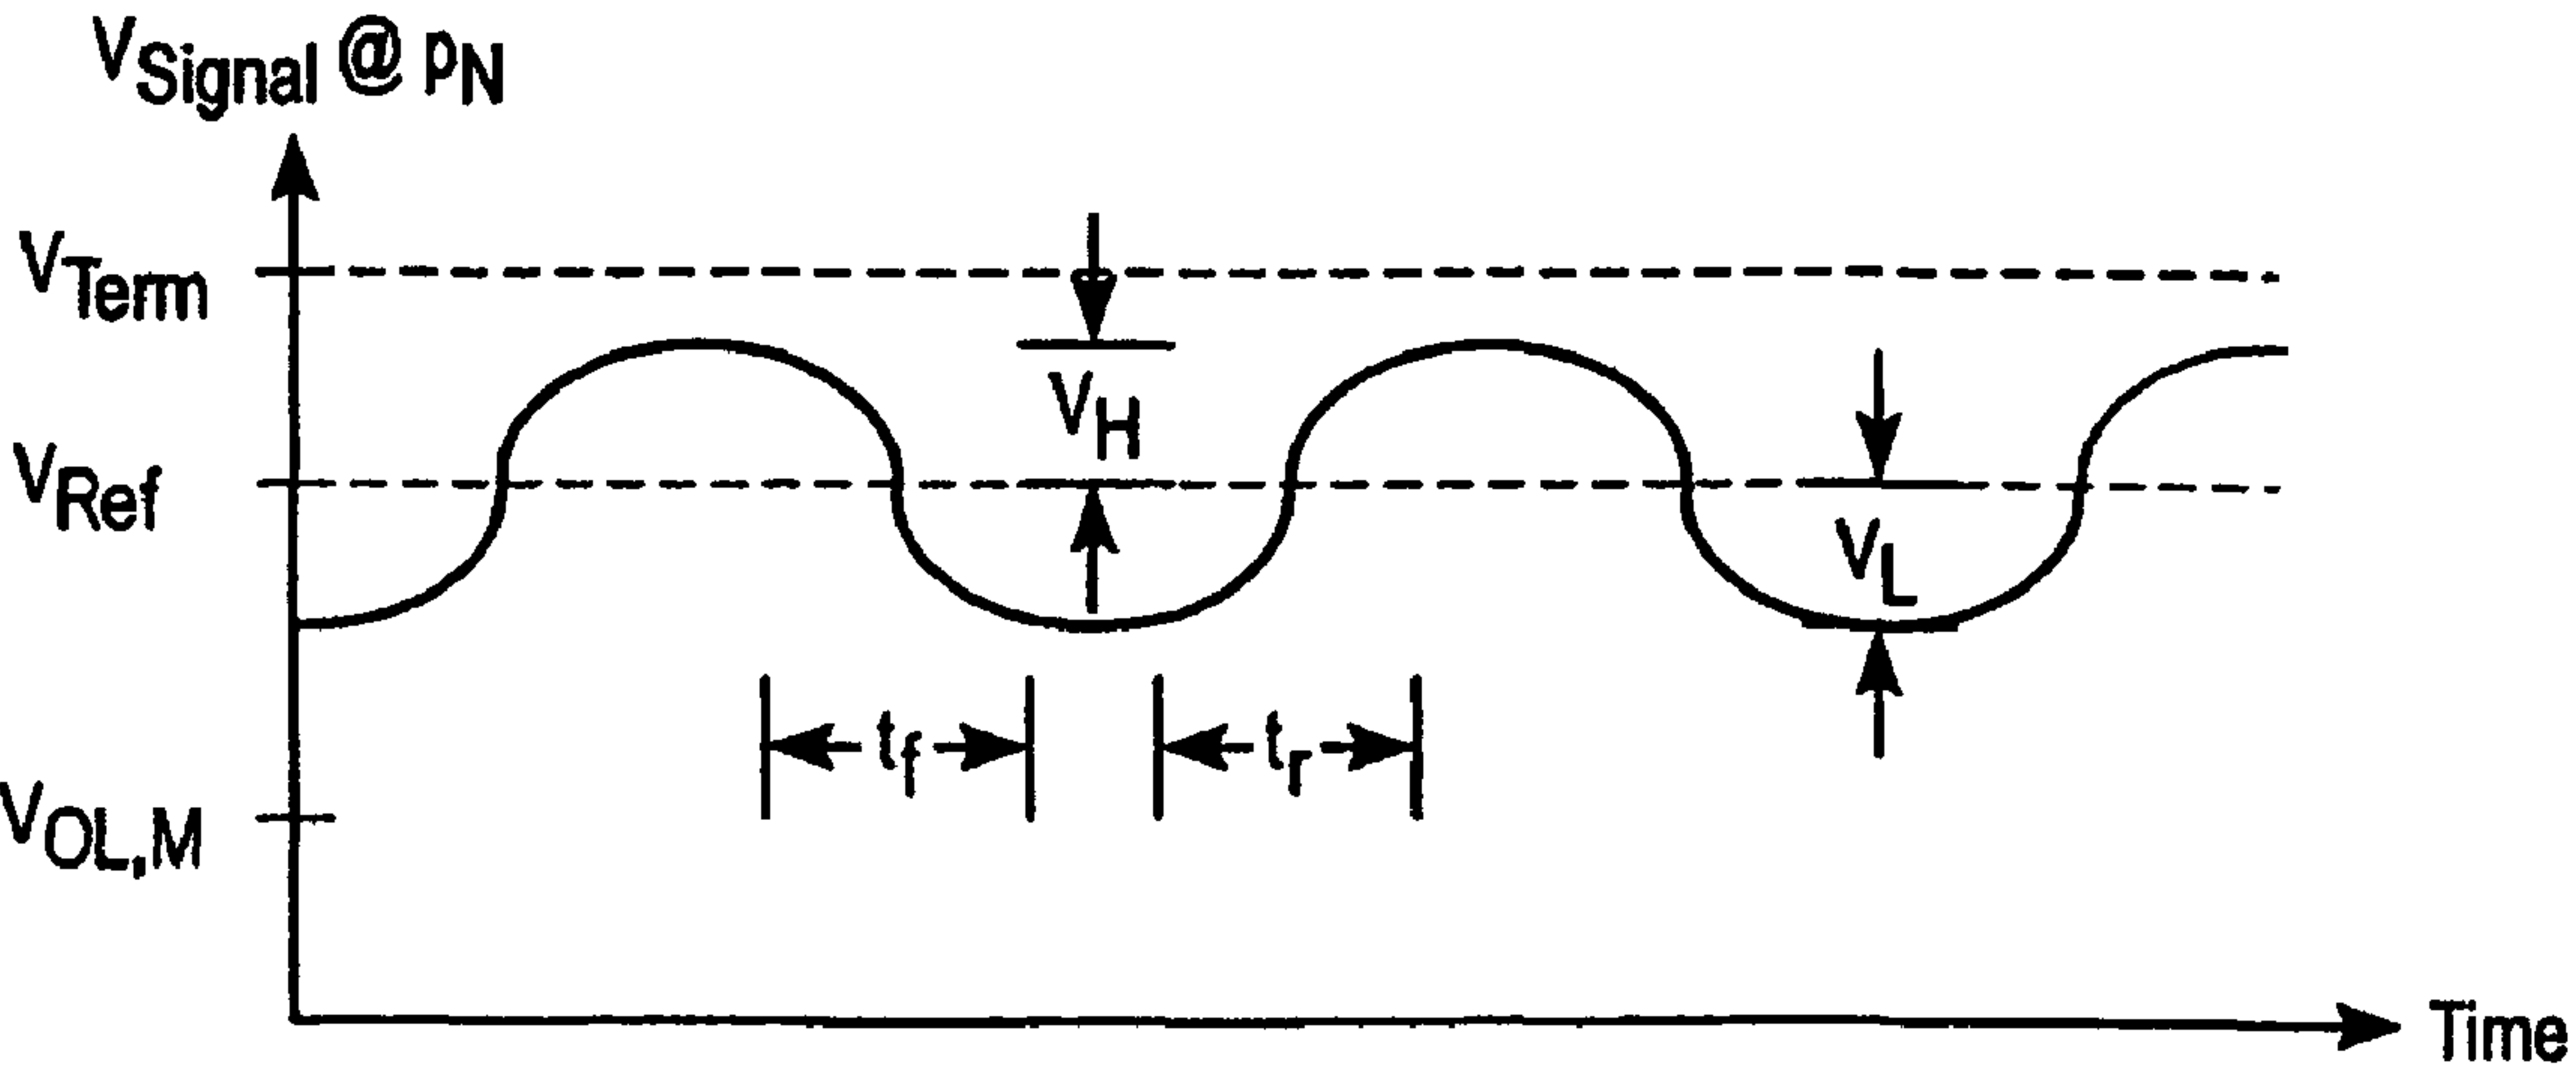 VSignal @ pN
VTerm
VH
VRef
VL
tf
tr
VOL,M
Time